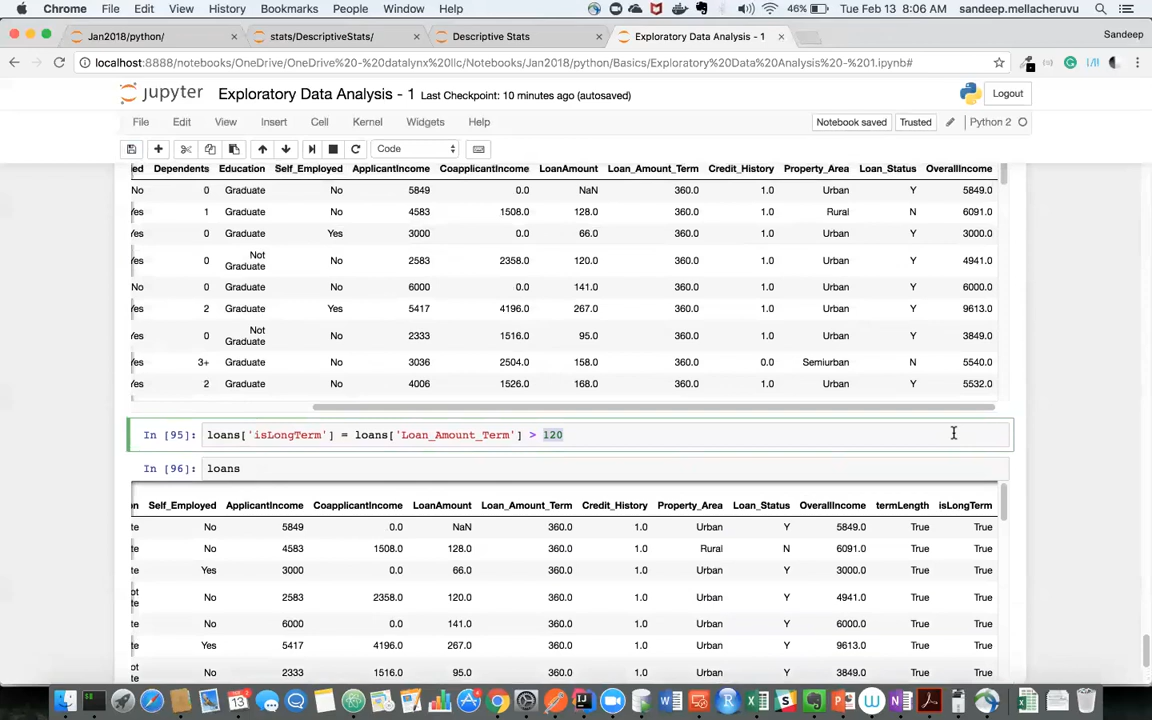 Chrome File Edit View History Bookmarks People Window Help 46% Tue Feb 13 8:06 AM sandeep.mellacheruvu
Jan2018/python/ stats/DescriptiveStats/ Descriptive Stats Exploratory Data Analysis - 1 Sandeep
localhost:8888/notebooks/OneDrive/OneDrive%20-%20datalynx%20llc/Notebooks/Jan2018/python/Basics/Exploratory%20Data%20Analysis%20-%201.ipynb#
jupyter Exploratory Data Analysis - 1 Last Checkpoint: 10 minutes ago (autosaved) Logout
File Edit View Insert Cell Kernel Widgets Help Notebook saved Trusted Python 2
Code
ed Dependents Education Self_Employed ApplicantIncome CoapplicantIncome LoanAmount Loan_Amount_Term Credit_History Property_Area Loan_Status OverallIncome
No 0 Graduate No 5849 0.0 NaN 360.0 1.0 Urban Y 5849.0
Yes 1 Graduate No 4583 1508.0 128.0 360.0 1.0 Rural N 6091.0
Yes 0 Graduate Yes 3000 0.0 66.0 360.0 1.0 Urban Y 3000.0
Yes 0 Not Graduate No 2583 2358.0 120.0 360.0 1.0 Urban Y 4941.0
No 0 Graduate No 6000 0.0 141.0 360.0 1.0 Urban Y 6000.0
Yes 2 Graduate Yes 5417 4196.0 267.0 360.0 1.0 Urban Y 9613.0
Yes 0 Not Graduate No 2333 1516.0 95.0 360.0 1.0 Urban Y 3849.0
Yes 3+ Graduate No 3036 2504.0 158.0 360.0 0.0 Semiurban N 5540.0
Yes 2 Graduate No 4006 1526.0 168.0 360.0 1.0 Urban Y 5532.0
In [95]: loans['isLongTerm'] = loans['Loan_Amount_Term'] > 120
In [96]: loans
n Self_Employed ApplicantIncome CoapplicantIncome LoanAmount Loan_Amount_Term Credit_History Property_Area Loan_Status OverallIncome termLength isLongTerm
te No 5849 0.0 NaN 360.0 1.0 Urban Y 5849.0 True True
te No 4583 1508.0 128.0 360.0 1.0 Rural N 6091.0 True True
te Yes 3000 0.0 66.0 360.0 1.0 Urban Y 3000.0 True True
ot te No 2583 2358.0 120.0 360.0 1.0 Urban Y 4941.0 True True
te No 6000 0.0 141.0 360.0 1.0 Urban Y 6000.0 True True
te Yes 5417 4196.0 267.0 360.0 1.0 Urban Y 9613.0 True True
ot No 2333 1516.0 95.0 360.0 1.0 Urban Y 3849.0 True True